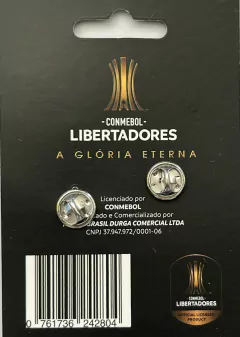 CONMEBOL
LIBERTADORES
A GLÓRIA ETERNA
Licenciado por
CONMEBOL
ado e Comercializado por
BRASIL DURGA COMERCIAL LTDA
CNPJ 37.947.972/0001-06
0 761736 242804
CONMEBOL
LIBERTADORES
OFFICIAL LICENSED
PRODUCT